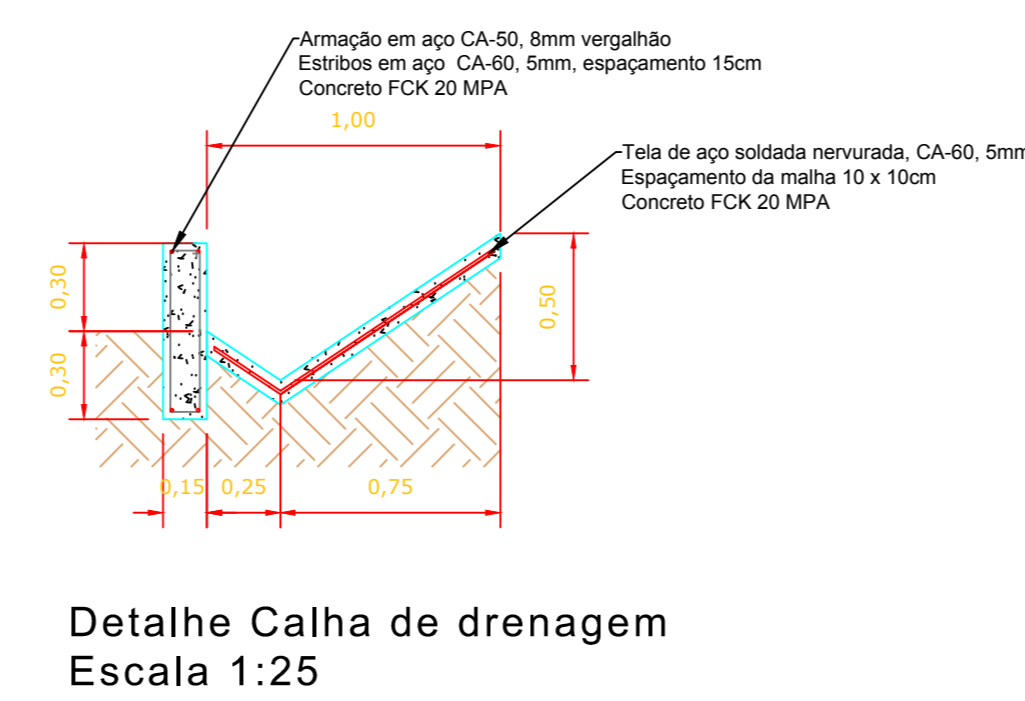 Armação em aço CA-50, 8mm vergalhão
Estribos em aço CA-60, 5mm, espaçamento 15cm
Concreto FCK 20 MPA
1,00
Tela de aço soldada nervurada, CA-60, 5mm
Espaçamento da malha 10 x 10cm
Concreto FCK 20 MPA
0,30
0,50
0,30
0,15 0,25 0,75
Detalhe Calha de drenagem
Escala 1:25